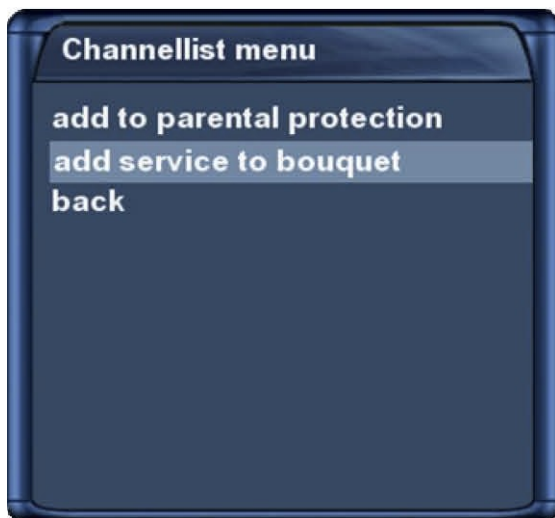 Channellist menu
add to parental protection
add service to bouquet
back